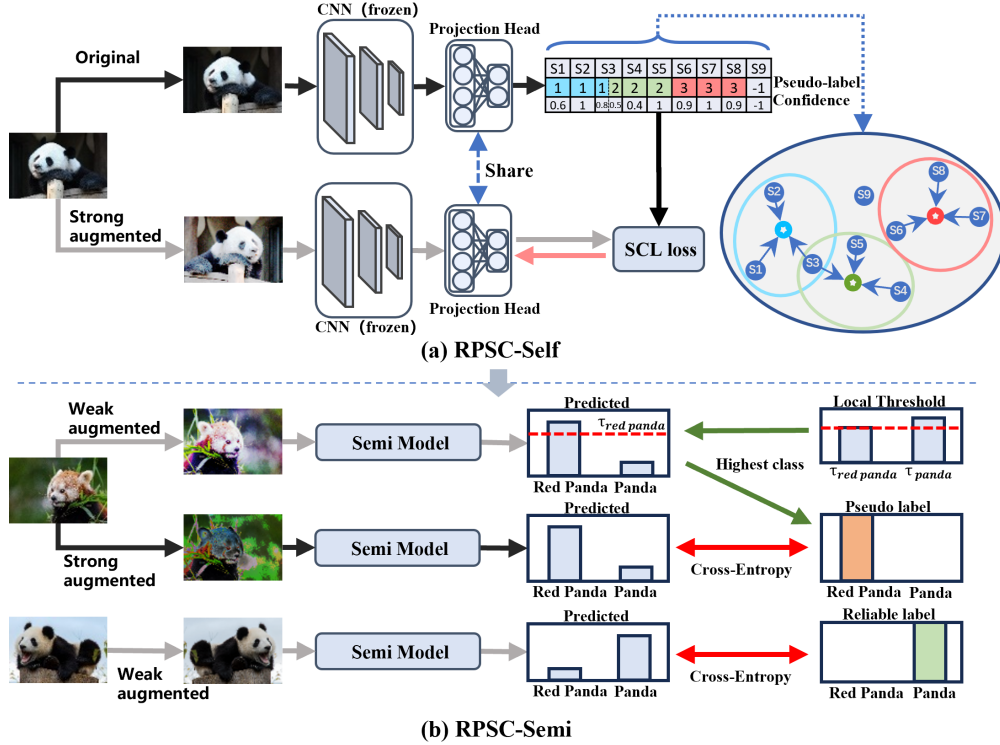 CNN (frozen)
Projection Head
Original
S1 S2 S3 S4 S5 S6 S7 S8 S9
1 1 1 2 2 2 3 3 3 -1
Pseudo-label
0.6 1 0.8 0.5 0.4 1 0.9 1 0.9 -1
Confidence
Share
Strong
augmented
SCL loss
Projection Head
CNN (frozen)
S2
S9
S8
S7
S6
S5
S1
S3
S4
(a) RPSC-Self
Weak
augmented
Semi Model
Predicted
τ red panda
Red Panda Panda
Local Threshold
τ red panda τ panda
Highest class
Strong
augmented
Semi Model
Predicted
Red Panda Panda
Cross-Entropy
Pseudo label
Red Panda Panda
Weak
augmented
Semi Model
Predicted
Red Panda Panda
Cross-Entropy
Reliable label
Red Panda Panda
(b) RPSC-Semi